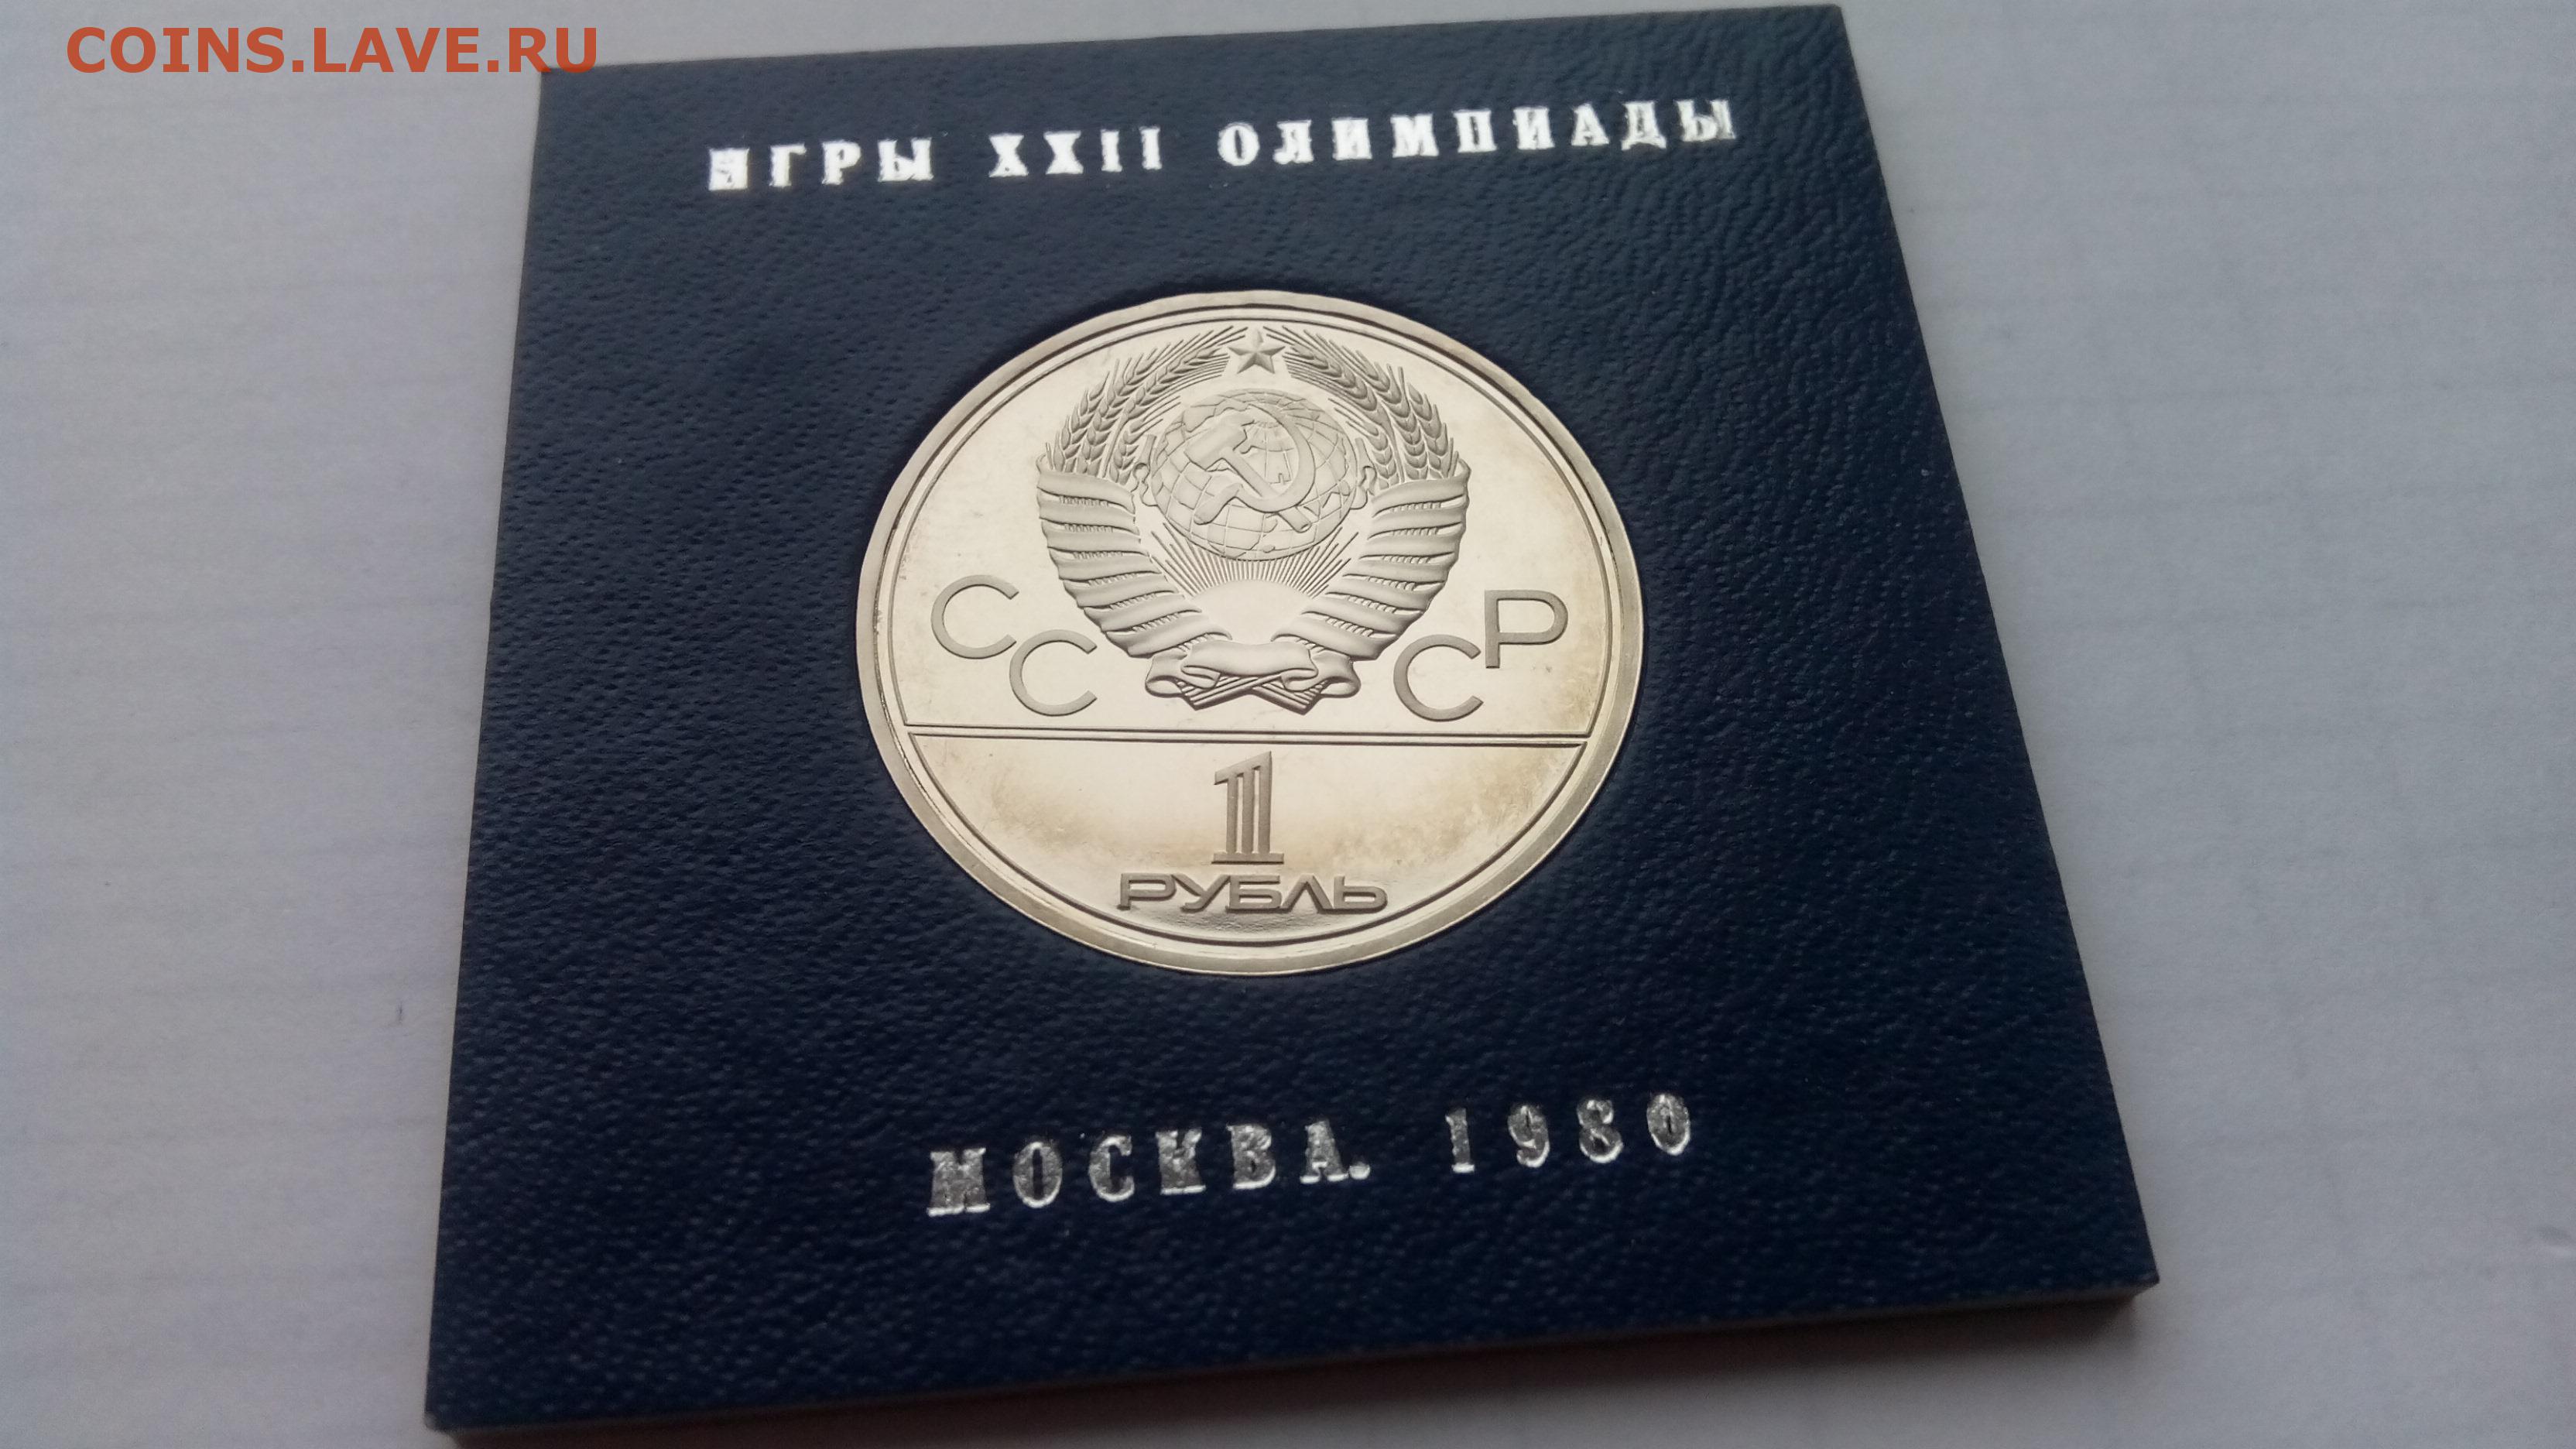 COINS.LAVE.RU
ИГРЫ XXII ОЛИМПИАДЫ
СССР
1
РУБЛЬ
МОСКВА. 1980